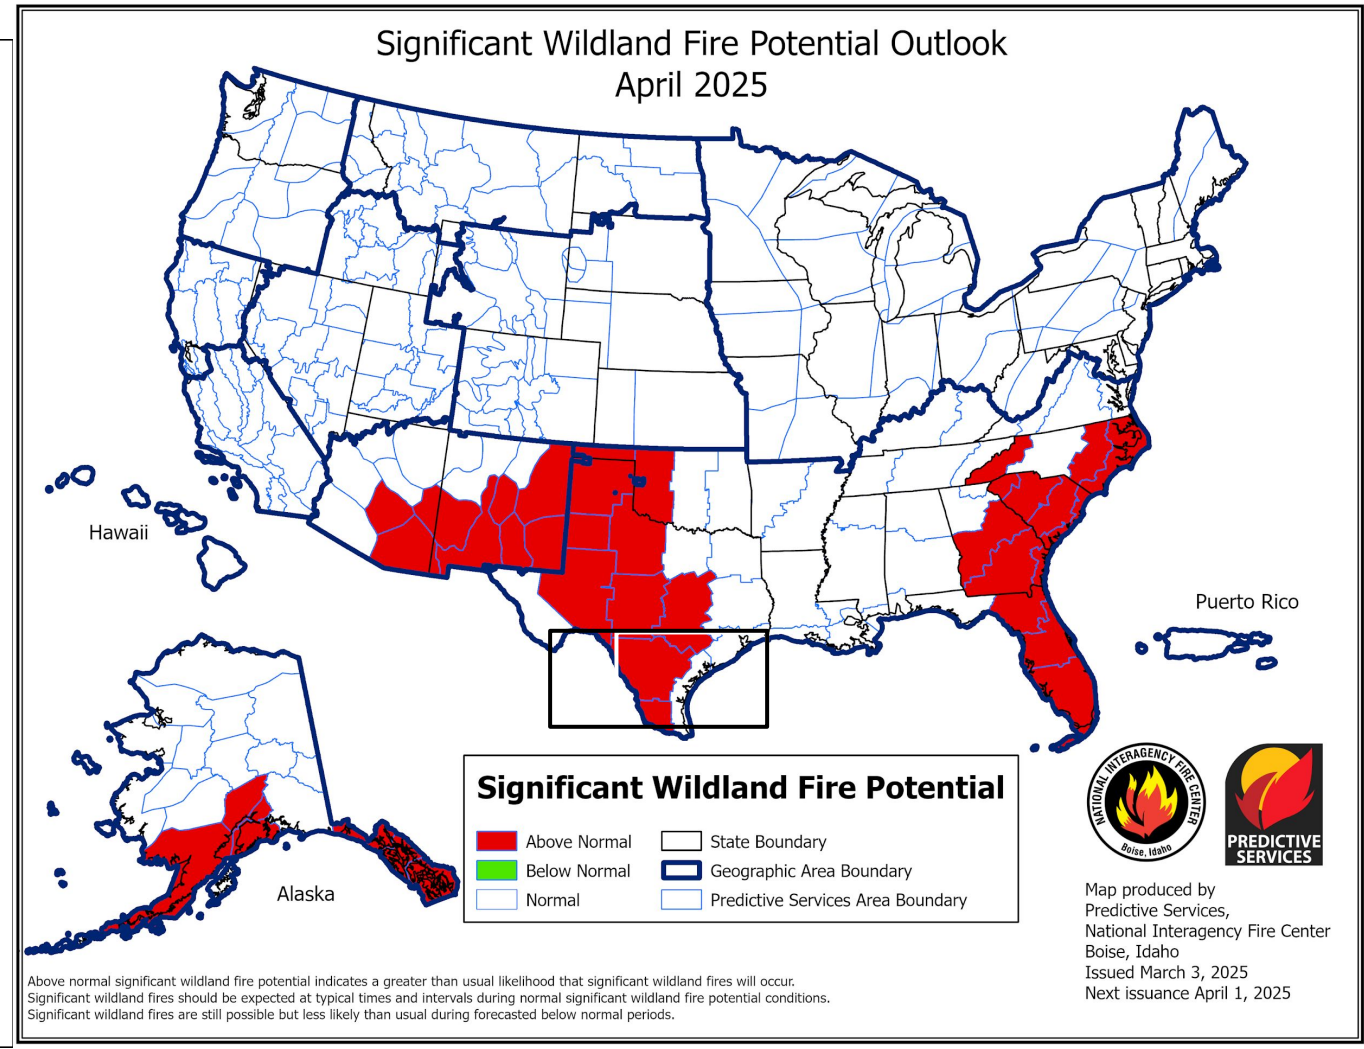 Significant Wildland Fire Potential Outlook
April 2025
Hawaii
Puerto Rico
Alaska
Significant Wildland Fire Potential
Above Normal
Below Normal
Normal
State Boundary
Geographic Area Boundary
Predictive Services Area Boundary
NATIONAL INTERAGENCY FIRE CENTER
Boise, Idaho
PREDICTIVE
SERVICES
Map produced by
Predictive Services,
National Interagency Fire Center
Boise, Idaho
Issued March 3, 2025
Next issuance April 1, 2025
Above normal significant wildland fire potential indicates a greater than usual likelihood that significant wildland fires will occur.
Significant wildland fires should be expected at typical times and intervals during normal significant wildland fire potential conditions.
Significant wildland fires are still possible but less likely than usual during forecasted below normal periods.